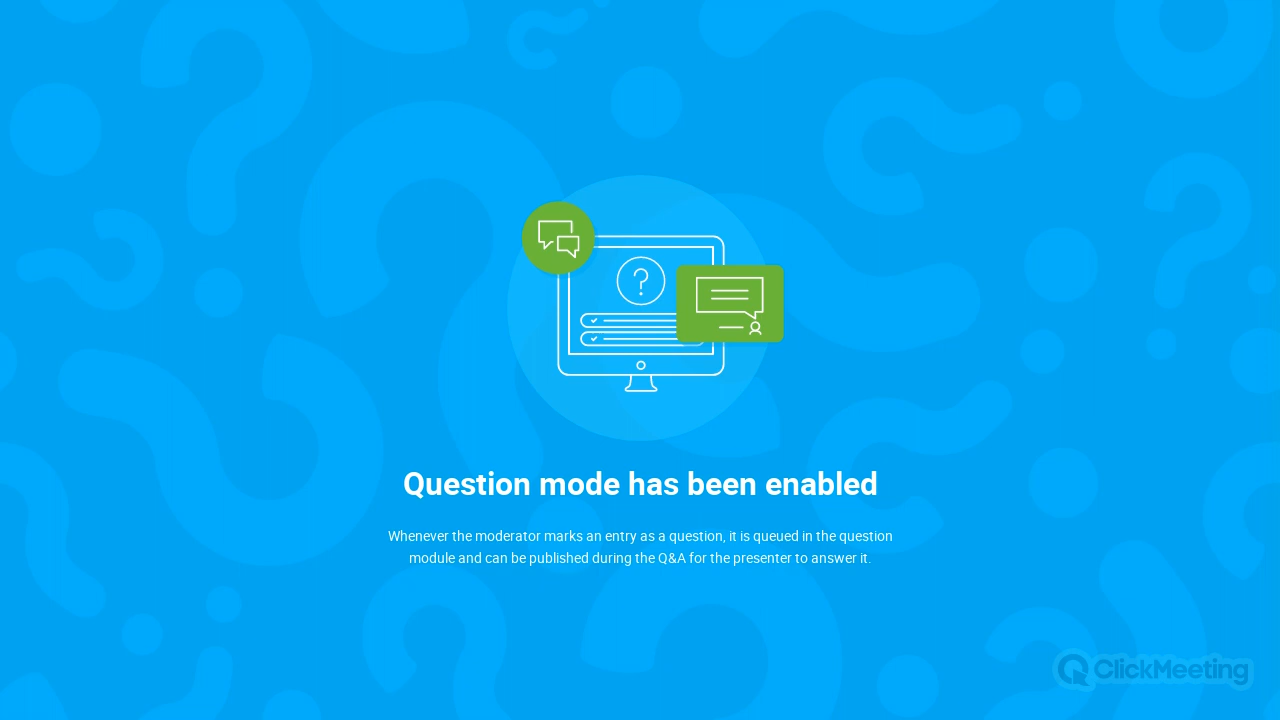 Question mode has been enabled
Whenever the moderator marks an entry as a question, it is queued in the question
module and can be published during the Q&A for the presenter to answer it.
ClickMeeting